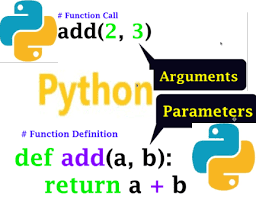 # Function Call
add(2, 3)
Arguments
Python
Parameters
# Function Definition
def add(a, b):
return a + b